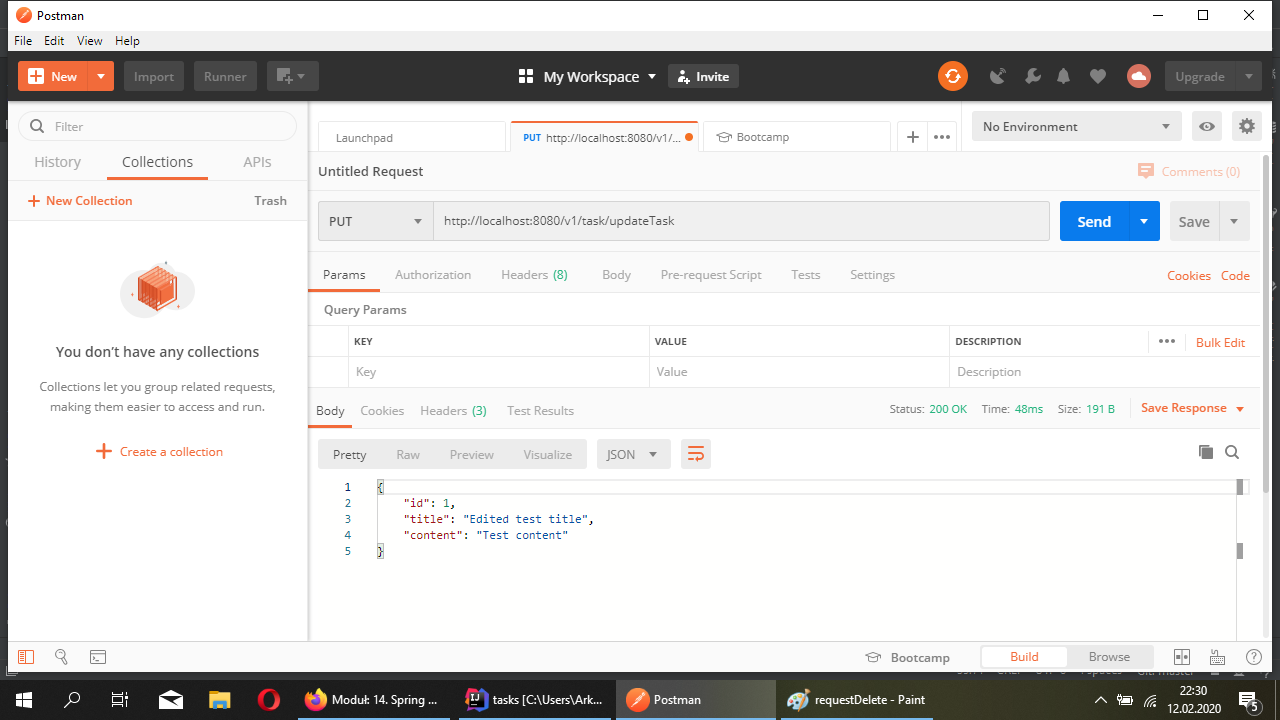 Postman
File Edit View Help
New Import Runner My Workspace Invite Upgrade
Filter
History Collections APIs
New Collection Trash
You don't have any collections
Collections let you group related requests,
making them easier to access and run.
Create a collection
Launchpad PUT http://localhost:8080/v1/... Bootcamp No Environment
Untitled Request Comments (0)
PUT http://localhost:8080/v1/task/updateTask Send Save
Params Authorization Headers (8) Body Pre-request Script Tests Settings Cookies Code
Query Params
KEY VALUE DESCRIPTION Bulk Edit
Key Value Description
Body Cookies Headers (3) Test Results Status: 200 OK Time: 48ms Size: 191 B Save Response
Pretty Raw Preview Visualize JSON
1 {
2 "id": 1,
3 "title": "Edited test title",
4 "content": "Test content"
5 }
Bootcamp Build Browse
Moduł: 14. Spring ... tasks [C:\Users\Ark... Postman requestDelete - Paint 22:30
12.02.2020 5